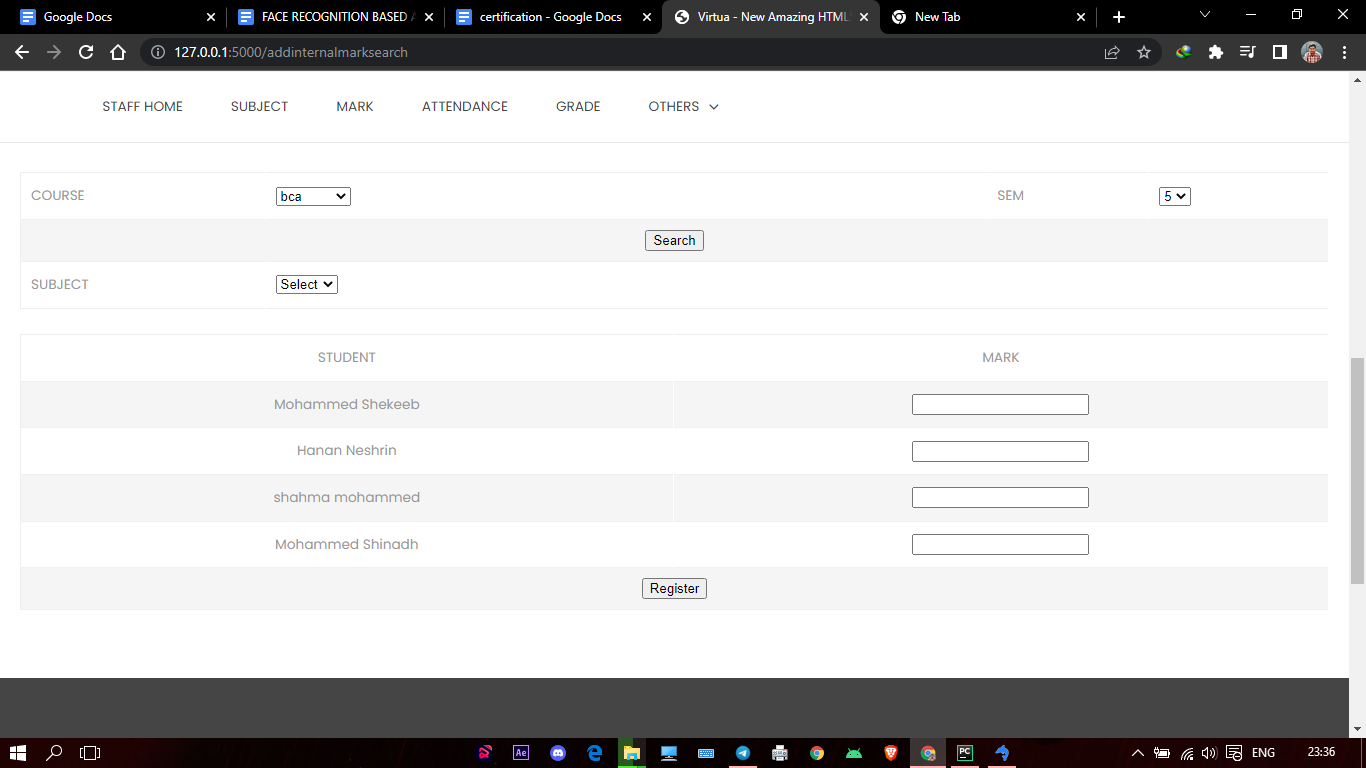 Google Docs
FACE RECOGNITION BASED
certification - Google Docs
Virtua - New Amazing HTML
New Tab
127.0.0.1:5000/addinternalmarksearch
STAFF HOME SUBJECT MARK ATTENDANCE GRADE OTHERS
COURSE bca SEM 5
Search
SUBJECT Select
STUDENT MARK
Mohammed Shekeeb
Hanan Neshrin
shahma mohammed
Mohammed Shinadh
Register
Ae PC ENG 23:36